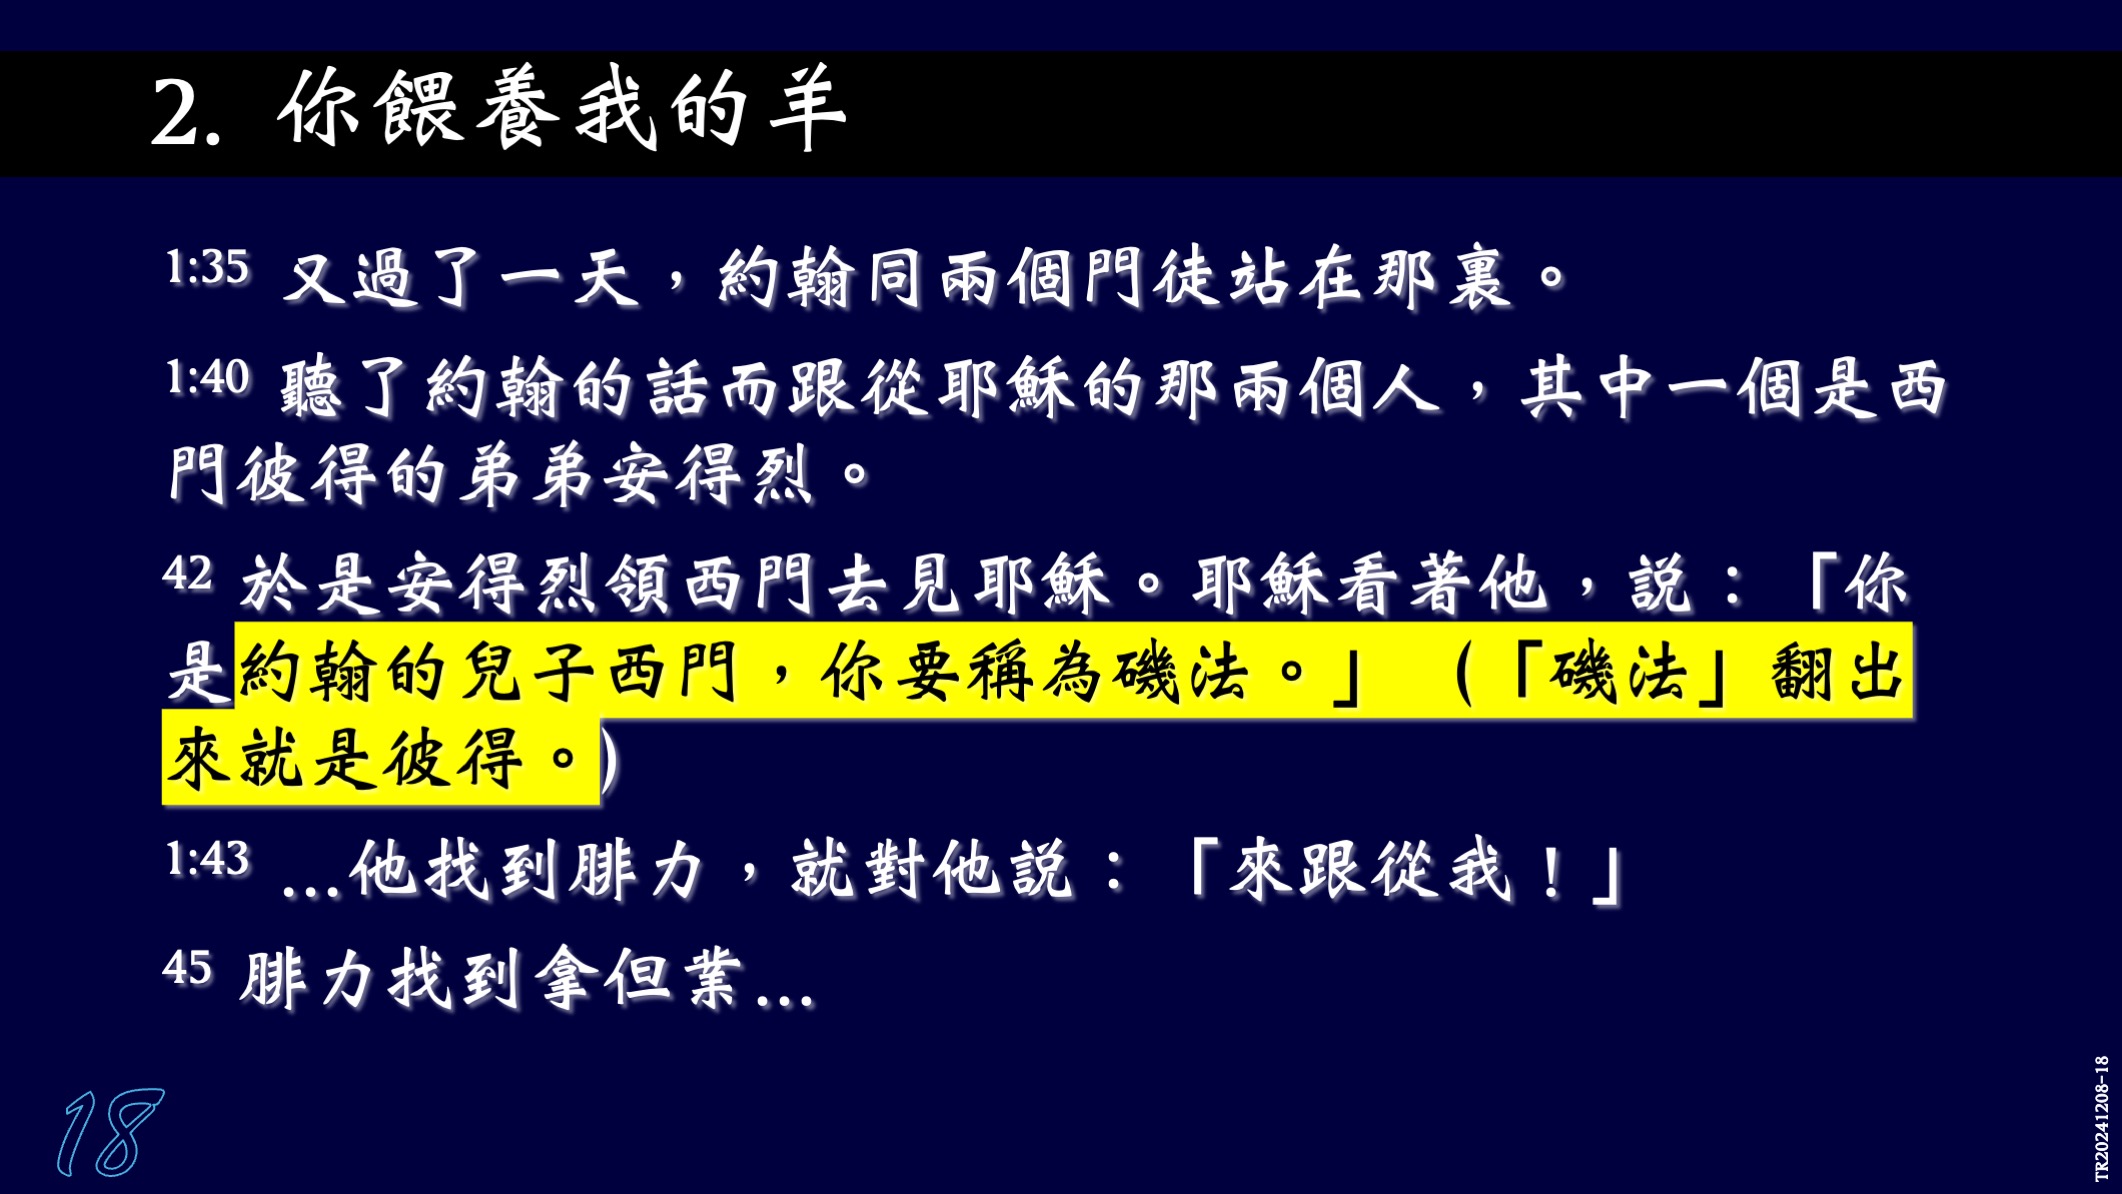 2. 你餵養我的羊
1:35 又過了一天，約翰同兩個門徒站在那裏。
1:40 聽了約翰的話而跟從耶穌的那兩個人，其中一個是西
門彼得的弟弟安得烈。
42 於是安得烈領西門去見耶穌。耶穌看著他，說：「你
是約翰的兒子西門，你要稱為磯法。」（「磯法」翻出
來就是彼得。）
1:43 …他找到腓力，就對他說：「來跟從我！」
45 腓力找到拿但業…
18
TR20241208-18